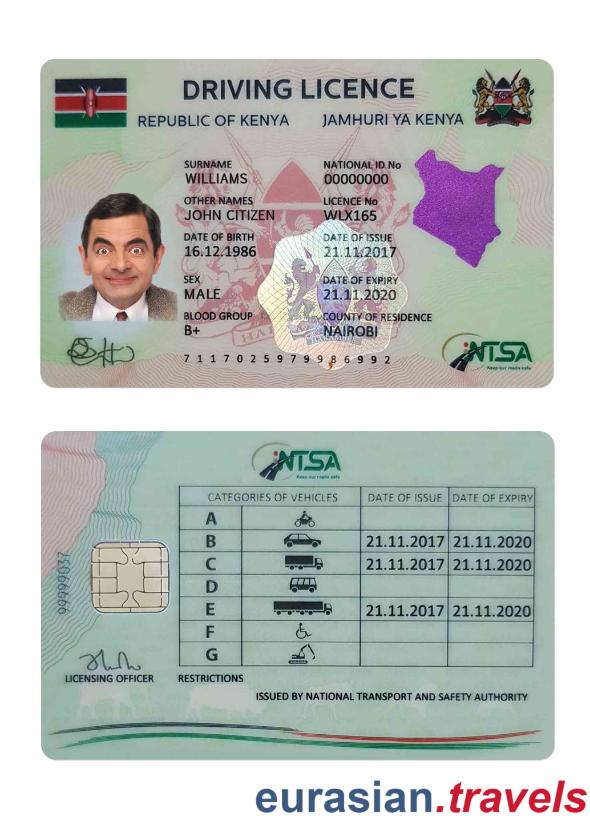 DRIVING LICENCE
REPUBLIC OF KENYA JAMHURI YA KENYA
SURNAME
WILLIAMS
NATIONAL ID.No
00000000
OTHER NAMES
JOHN CITIZEN
LICENCE No
WLX165
DATE OF BIRTH
16.12.1986
DATE OF ISSUE
21.11.2017
SEX
MALE
DATE OF EXPIRY
21.11.2020
BLOOD GROUP
B+
COUNTY OF RESIDENCE
NAIROBI
7117025979986992
NTSA
Keep our roads safe
NTSA
Keep our roads safe
CATEGORIES OF VEHICLES DATE OF ISSUE DATE OF EXPIRY
A
B 21.11.2017 21.11.2020
C 21.11.2017 21.11.2020
D
E 21.11.2017 21.11.2020
F
G
99999037
LICENSING OFFICER
RESTRICTIONS
ISSUED BY NATIONAL TRANSPORT AND SAFETY AUTHORITY
eurasian.travels